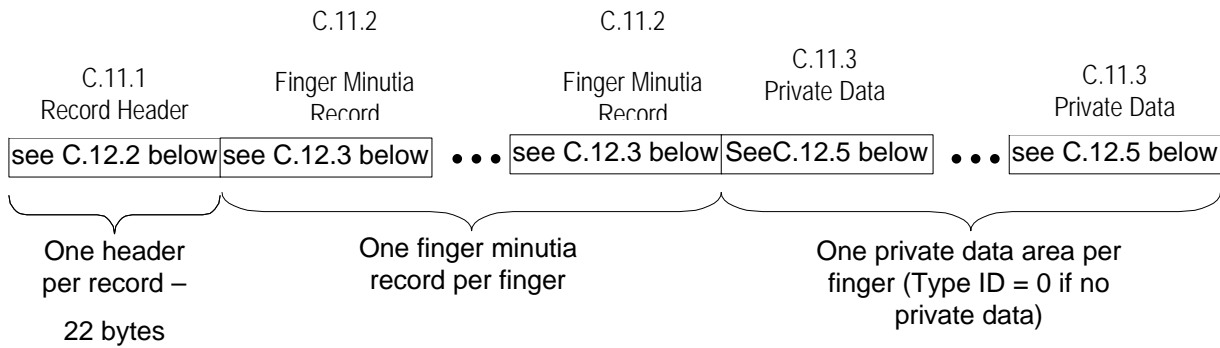 C.11.2
C.11.2
C.11.1
Record Header
Finger Minutia
Record
Finger Minutia
Record
C.11.3
Private Data
C.11.3
Private Data
see C.12.2 below
see C.12.3 below
•••
see C.12.3 below
SeeC.12.5 below
•••
see C.12.5 below
One header
per record –
22 bytes
One finger minutia
record per finger
One private data area per
finger (Type ID = 0 if no
private data)